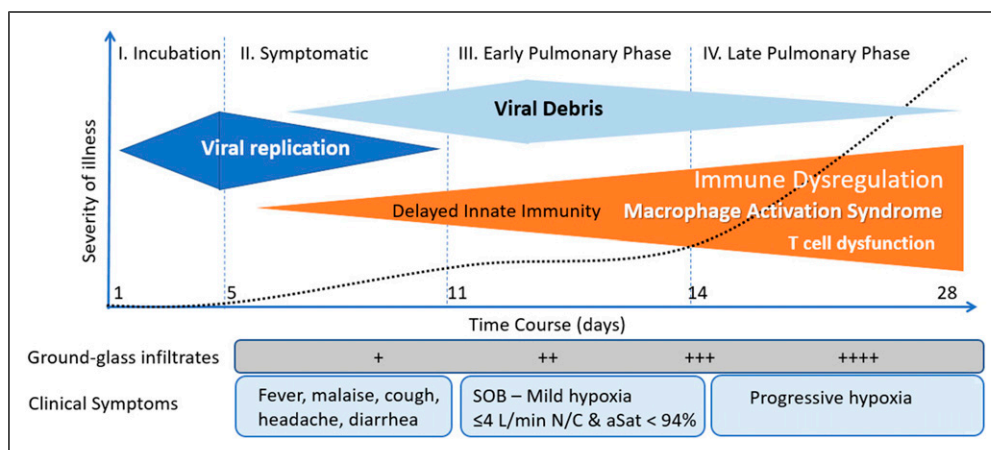 I. Incubation
II. Symptomatic
III. Early Pulmonary Phase
IV. Late Pulmonary Phase
Severity of illness
Viral Debris
Viral replication
Immune Dysregulation
Delayed Innate Immunity
Macrophage Activation Syndrome
T cell dysfunction
1
5
11
14
28
Time Course (days)
Ground-glass infiltrates
+
++
+++
++++
Clinical Symptoms
Fever, malaise, cough,
headache, diarrhea
SOB – Mild hypoxia
≤4 L/min N/C & aSat < 94%
Progressive hypoxia